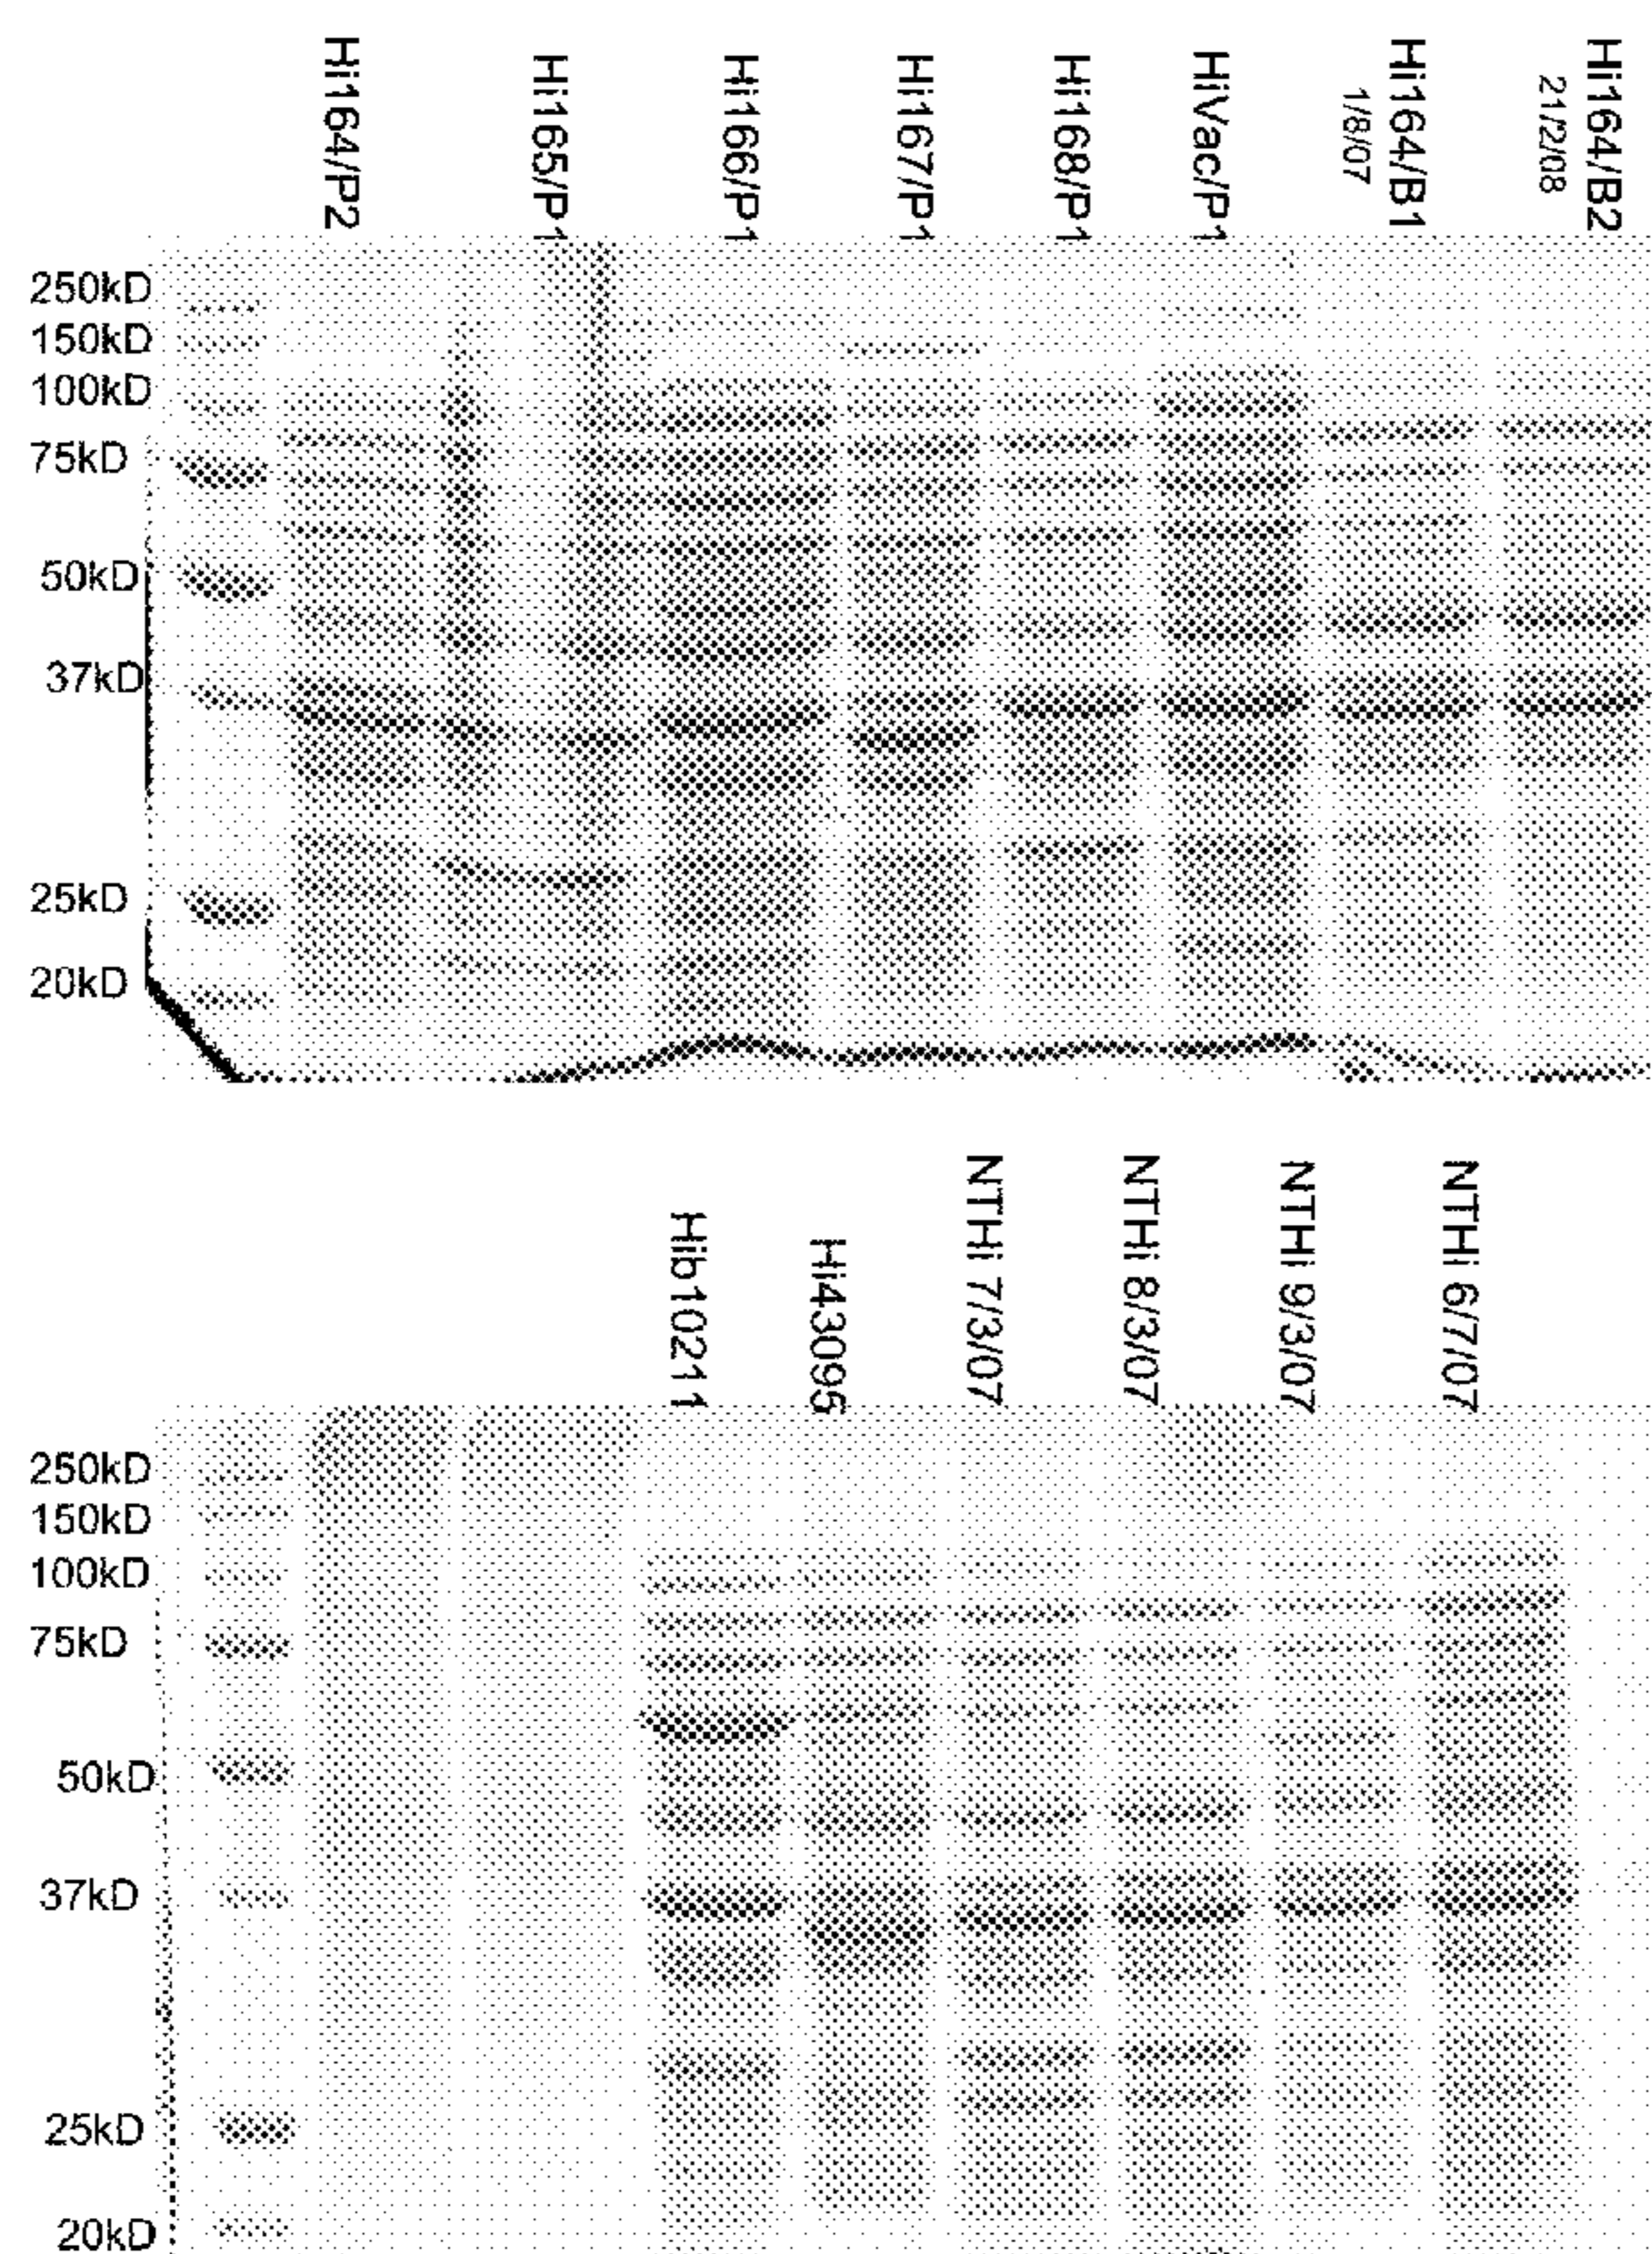 Hi164/P2
Hi165/P1
Hi166/P1
Hi167/P1
Hi168/P1
HiVac/P1
Hi164/B1
1/8/07
Hi164/B2
21/2/08
250kD
150kD
100kD
75kD
50kD
37kD
25kD
20kD
Hib10211
Hi43095
NTHi 7/3/07
NTHi 8/3/07
NTHi 9/3/07
NTHi 6/7/07
250kD
150kD
100kD
75kD
50kD
37kD
25kD
20kD